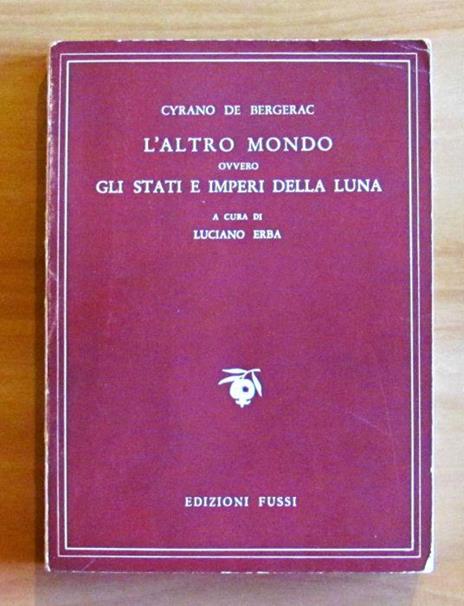 CYRANO DE BERGERAC
L'ALTRO MONDO
OVVERO
GLI STATI E IMPERI DELLA LUNA
A CURA DI
LUCIANO ERBA
EDIZIONI FUSSI